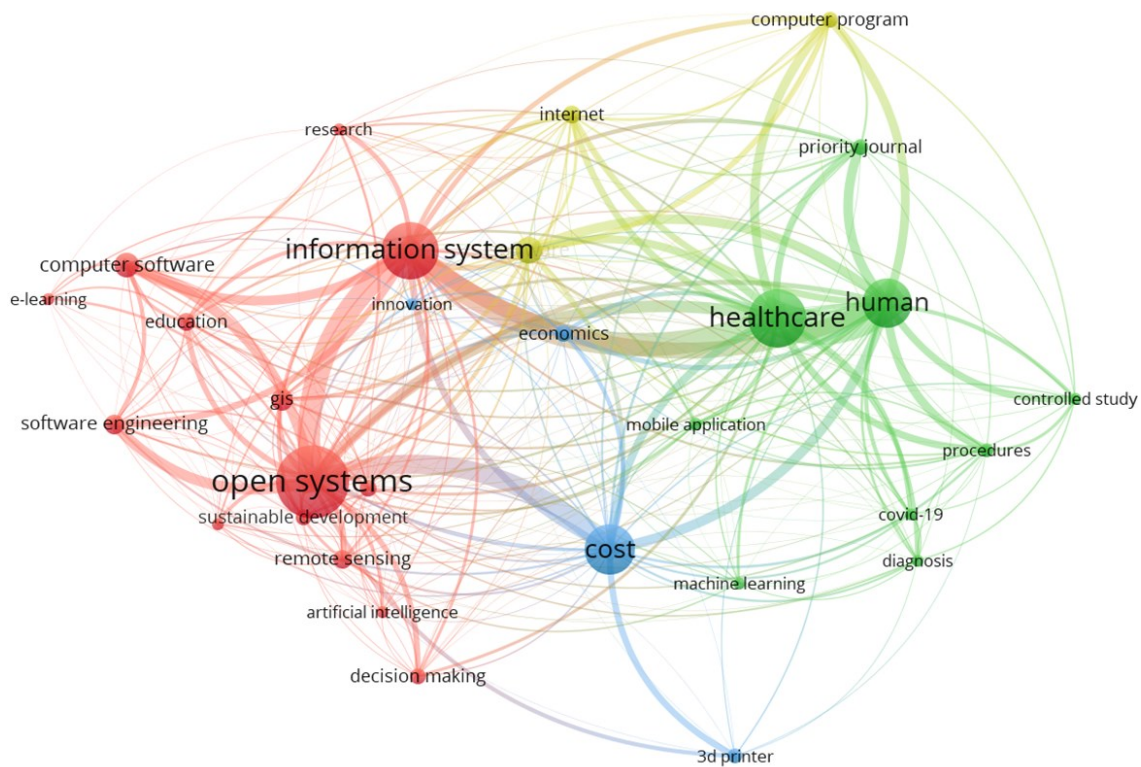 computer program
internet
research
priority journal
information system
computer software
e-learning
innovation
human
healthcare
education
economics
gis
controlled study
software engineering
mobile application
procedures
open systems
sustainable development
covid-19
cost
remote sensing
diagnosis
machine learning
artificial intelligence
decision making
3d printer